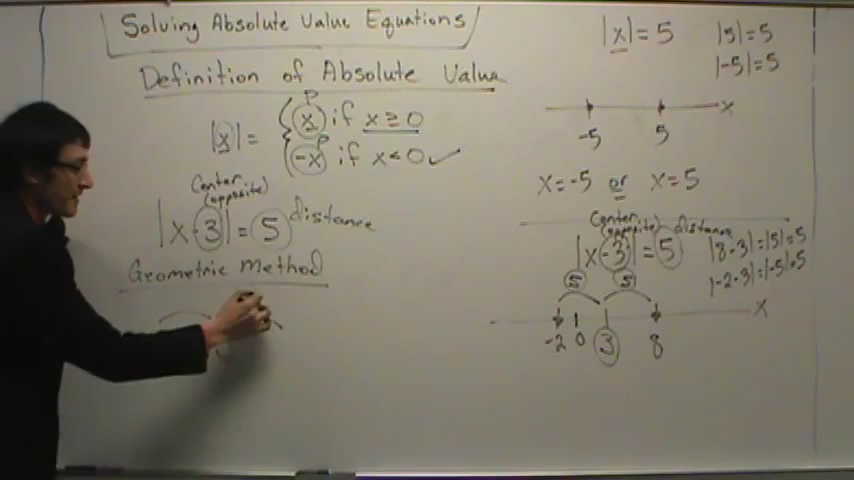 Solving Absolute Value Equations
Definition of Absolute Value
|x| =
P
x if x ≥ 0
P
-x if x < 0 ✓
Center
(opposite)
|x-3| = 5 distance
Geometric Method
|x| = 5
|5| = 5
|-5| = 5
-5 5 x
x = -5 or x = 5
Center
(opposite) distance
|x-3| = 5
|8-3| = |5| = 5
|-2-3| = |-5| = 5
5 5
-2 0 3 8 x